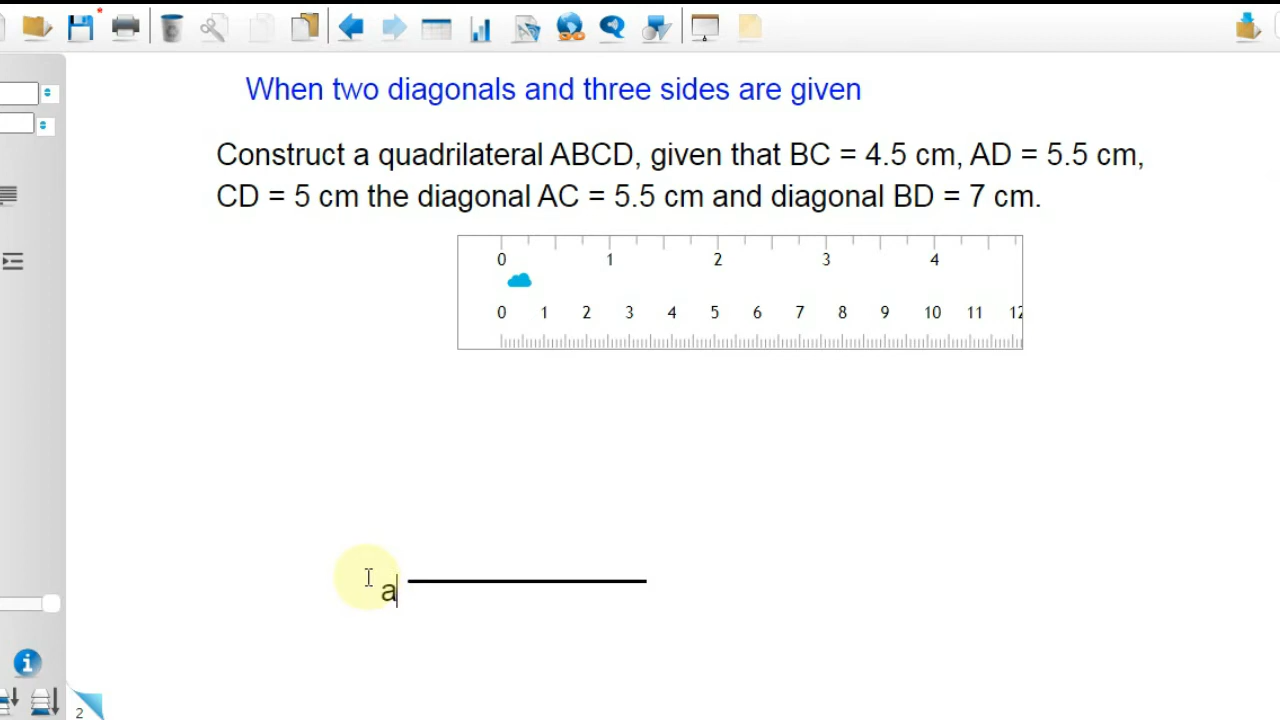 When two diagonals and three sides are given
Construct a quadrilateral ABCD, given that BC = 4.5 cm, AD = 5.5 cm,
CD = 5 cm the diagonal AC = 5.5 cm and diagonal BD = 7 cm.
0 1 2 3 4
0 1 2 3 4 5 6 7 8 9 10 11 12
a
2